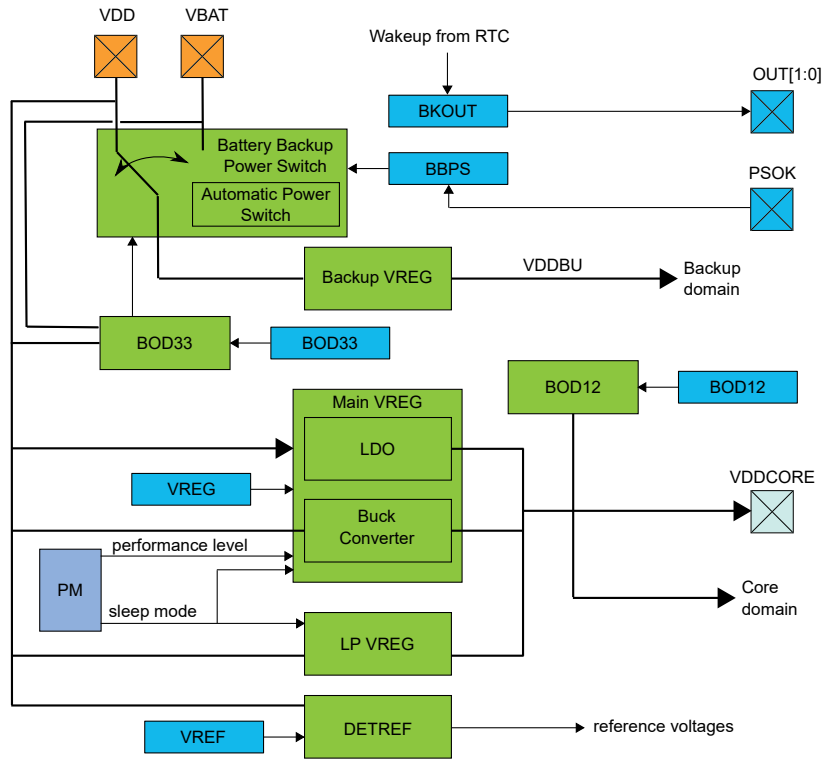 VDD
VBAT
Wakeup from RTC
OUT[1:0]
BKOUT
Battery Backup
Power Switch
BBPS
PSOK
Automatic Power
Switch
Backup VREG
VDDBU
Backup
domain
BOD33
BOD33
BOD12
BOD12
Main VREG
LDO
VREG
VDDCORE
Buck
Converter
performance level
PM
sleep mode
Core
domain
LP VREG
VREF
DETREF
reference voltages